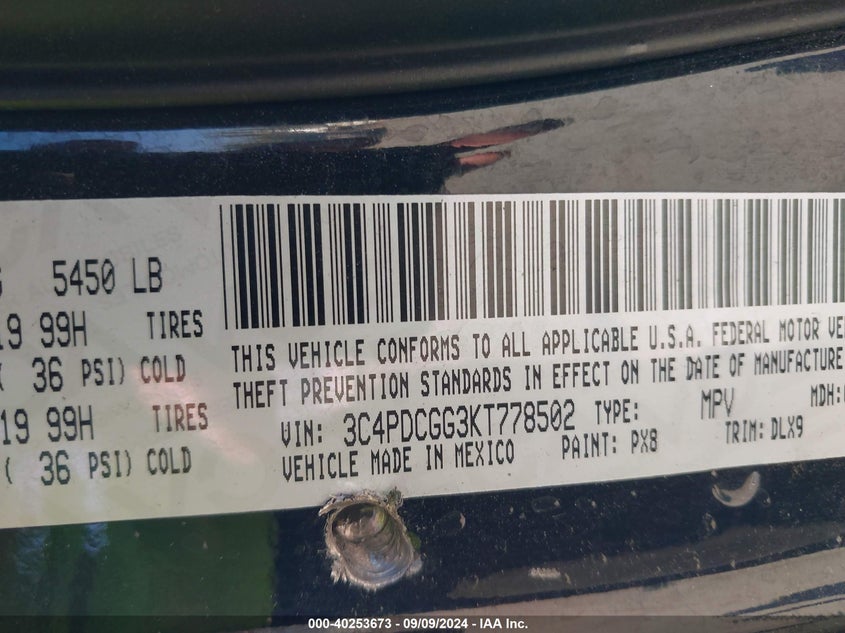 5450 LB
19 99H TIRES
( 36 PSI) COLD
19 99H
( 36 PSI) COLD
THIS VEHICLE CONFORMS TO ALL APPLICABLE U.S.A. FEDERAL MOTOR VE
THEFT PREVENTION STANDARDS IN EFFECT ON THE DATE OF MANUFACTURE
VIN: 3C4PDCGG3KT778502 TYPE: MPV MDH:
VEHICLE MADE IN MEXICO PAINT: PX8 TRIM: DLX9
000-40253673 - 09/09/2024 - IAA Inc.